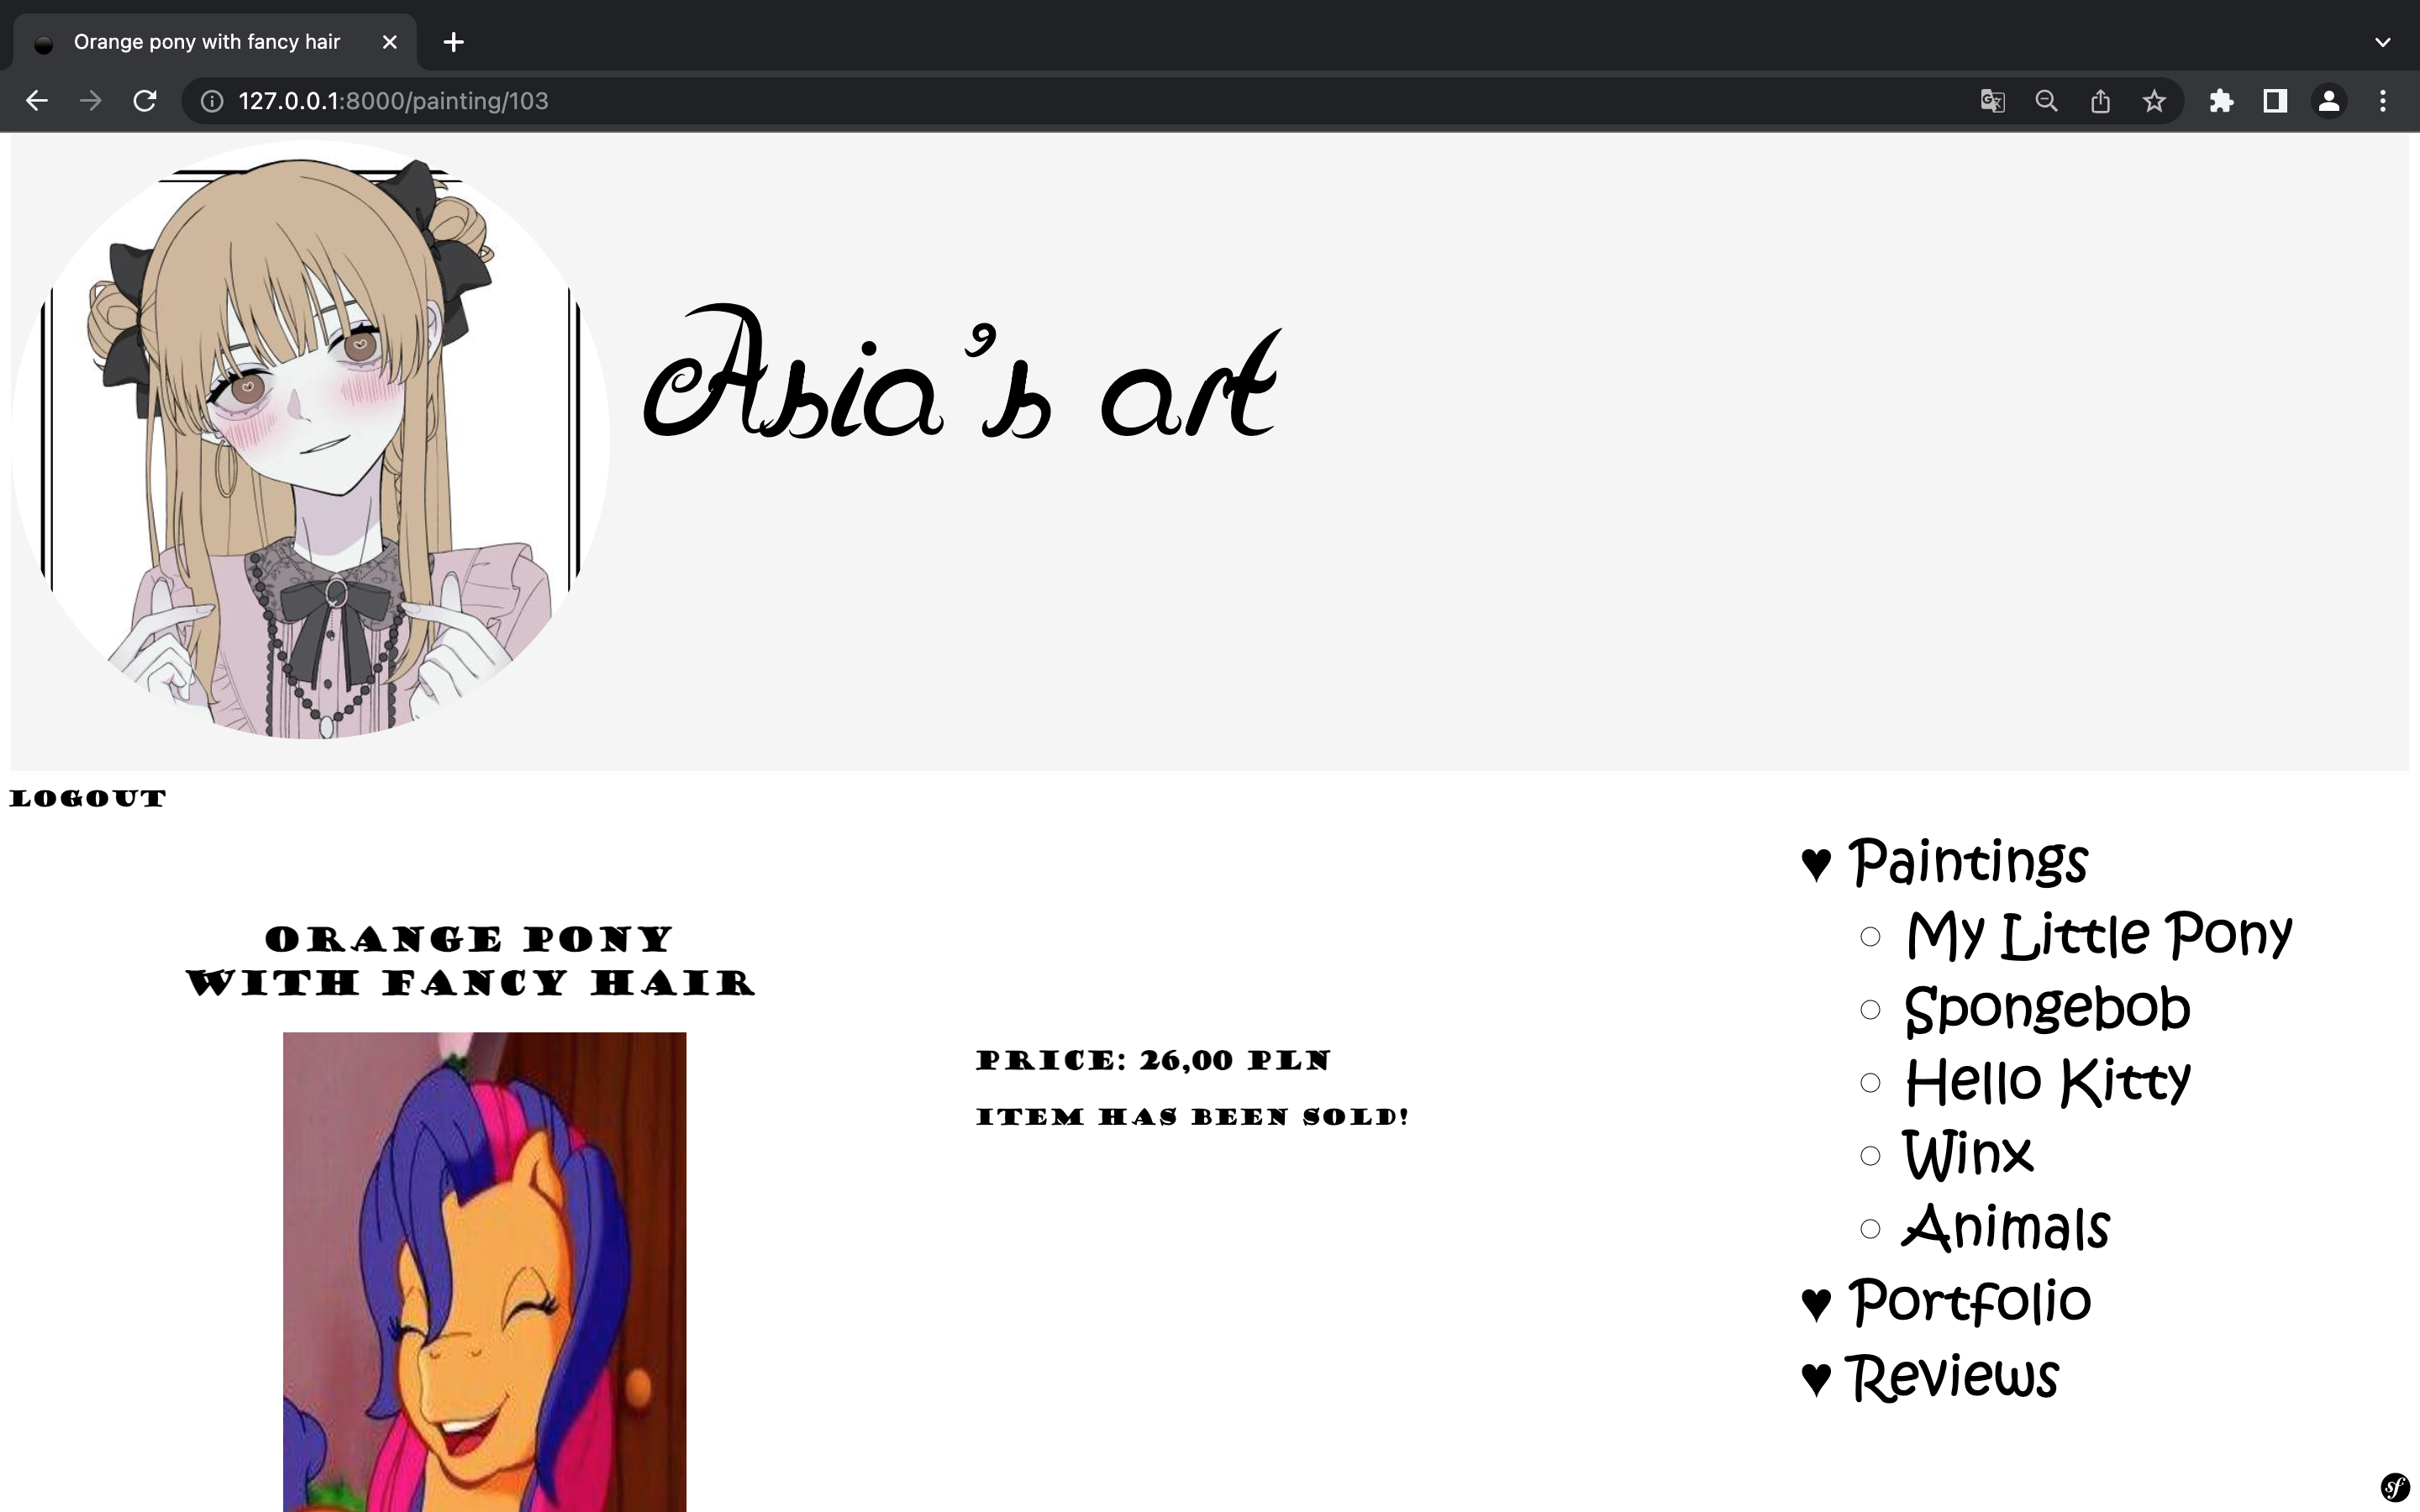 Orange pony with fancy hair
127.0.0.1:8000/painting/103
Asia's art
LOGOUT
ORANGE PONY
WITH FANCY HAIR
PRICE: 26,00 PLN
ITEM HAS BEEN SOLD!
♥ Paintings
○ My Little Pony
○ Spongebob
○ Hello Kitty
○ Winx
○ Animals
♥ Portfolio
♥ Reviews
sf